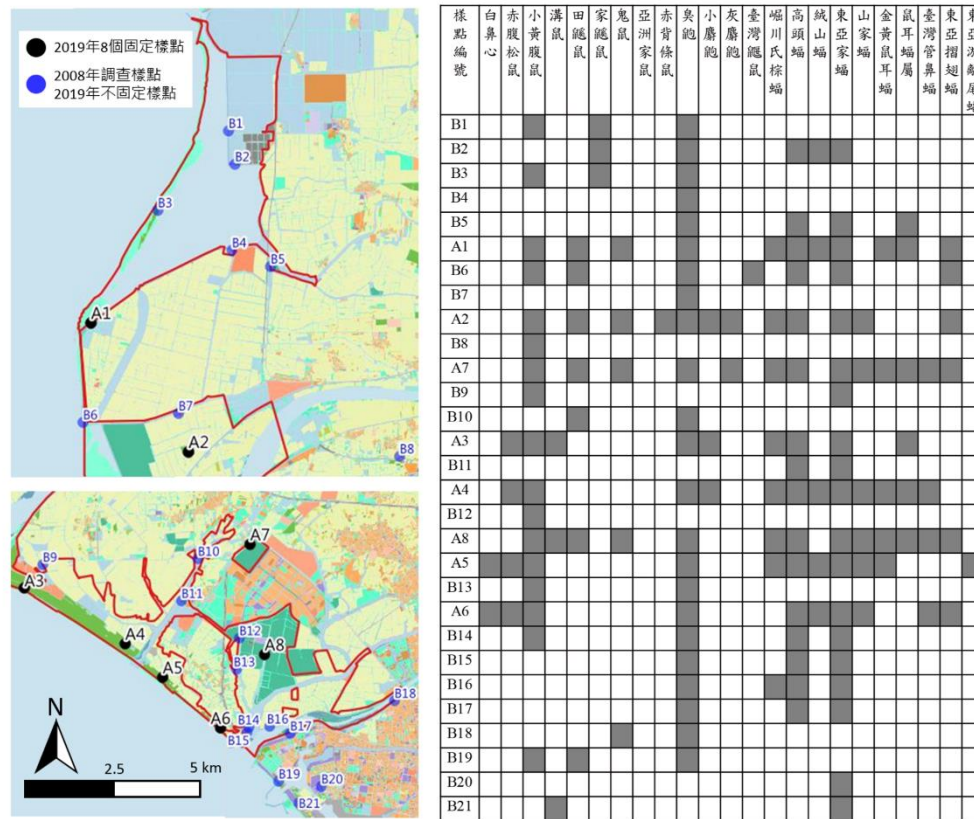 2019年8個固定樣點
2008年調查樣點
2019年不固定樣點
B1
B2
B3
B4
B5
A1
B6
B7
A2
B8
B9
A3
B10
A7
B11
A4
B12
A8
B13
A5
A6
B14
B15
B16
B17
B18
B19
B20
B21
N
2.5
5 km
樣點編號 白鼻心 赤腹松鼠 小黃腹鼠 溝鼠 田鼷鼠 家鼷鼠 鬼鼠 亞洲家鼠 赤背條鼠 臭鼩 小麝鼩 灰麝鼩 臺灣鼴鼠 崛川氏棕蝠 高頭蝠 絨山蝠 東亞家蝠 山家蝠 金黃鼠耳蝠 鼠耳蝠屬 臺灣管鼻蝠 東亞摺翅蝠
B1
B2
B3
B4
B5
A1
B6
B7
A2
B8
A7
B9
B10
A3
B11
A4
B12
A8
A5
B13
A6
B14
B15
B16
B17
B18
B19
B20
B21